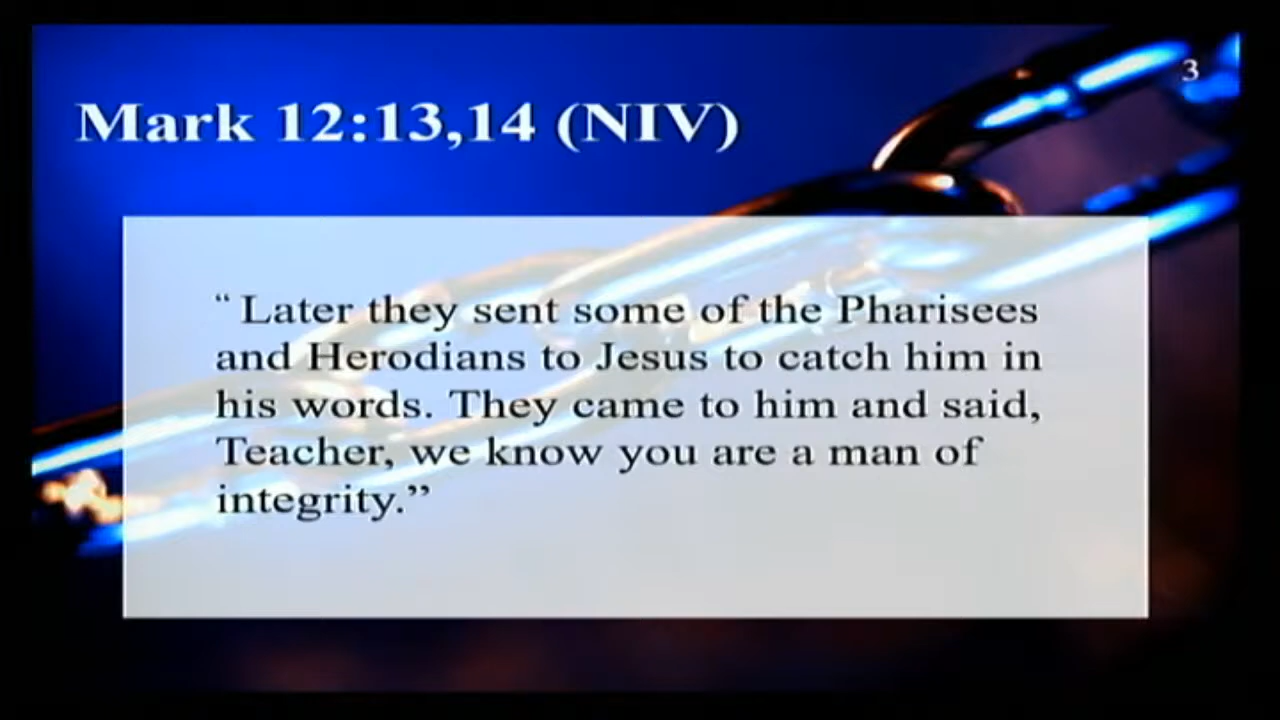 3
Mark 12:13,14 (NIV)
“ Later they sent some of the Pharisees
and Herodians to Jesus to catch him in
his words. They came to him and said,
Teacher, we know you are a man of
integrity.”